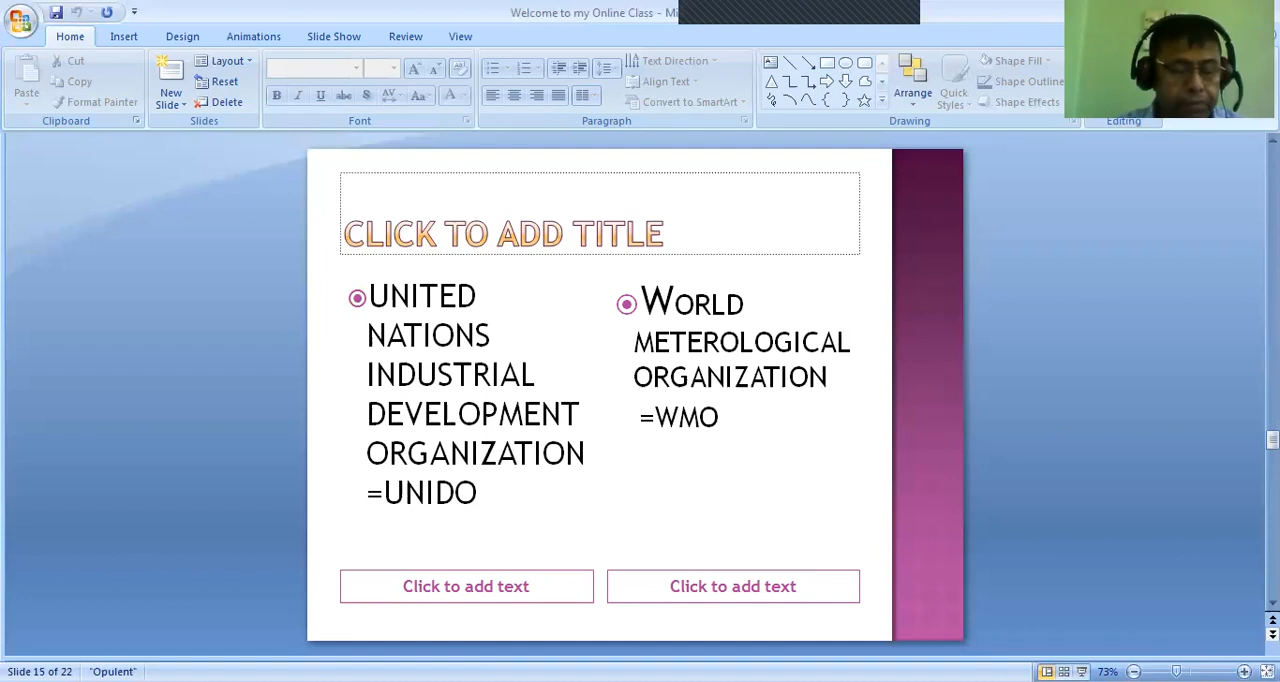 Welcome to my Online Class - Mi
Home Insert Design Animations Slide Show Review View
Paste
Cut
Copy
Format Painter
Clipboard
New Slide
Layout
Reset
Delete
Slides
B I U abc S AV Aa A
Font
Text Direction
Align Text
Convert to SmartArt
Paragraph
Arrange
Quick Styles
Shape Fill
Shape Outline
Shape Effects
Drawing
Editing
CLICK TO ADD TITLE
UNITED
NATIONS
INDUSTRIAL
DEVELOPMENT
ORGANIZATION
=UNIDO
WORLD
METEROLOGICAL
ORGANIZATION
=WMO
Click to add text
Click to add text
Slide 15 of 22 "Opulent" 73%